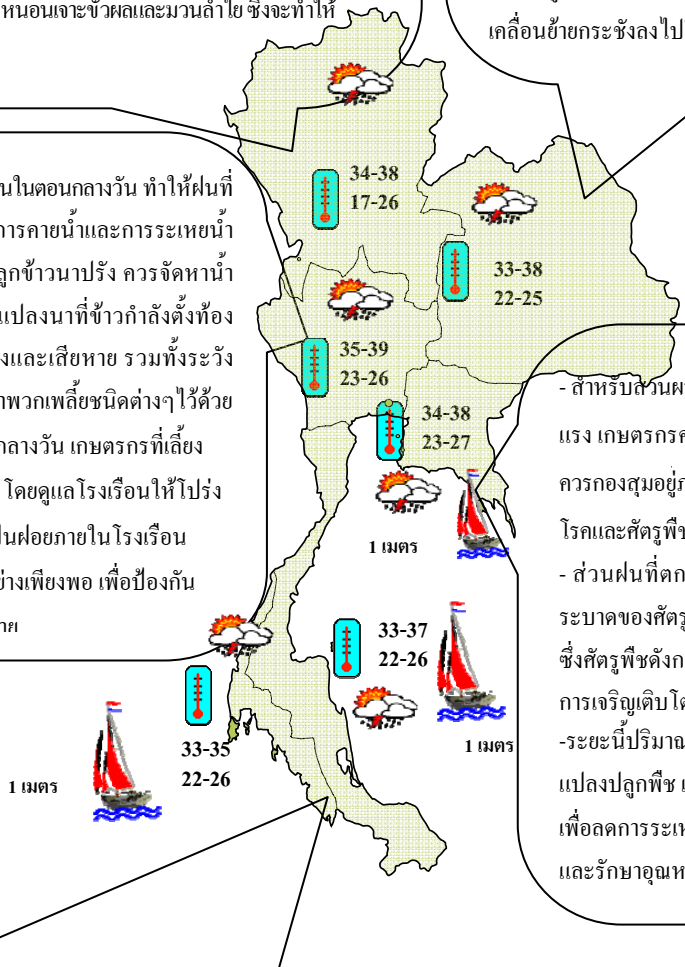 หนอนเจาะขั้วผลและมวนลำไย ซึ่งจะทำให้
เคลื่อนย้ายกระชังลงไป
34-38
17-26
33-38
22-25
35-39
23-26
34-38
23-27
1 เมตร
33-37
22-26
1 เมตร
33-35
22-26
1 เมตร
นในตอนกลางวัน ทำให้ฝนที่
การคายน้ำและการระเหยน้ำ
ลูกข้าวนาปรัง ควรจัดหาน้ำ
แปลงนาที่ข้าวกำลังตั้งท้อง
งและเสียหาย รวมทั้งระวัง
าพวกเพลี้ยชนิดต่างๆไว้ด้วย
กลางวัน เกษตรกรที่เลี้ยง
โดยดูแลโรงเรือนให้โปร่ง
ป็นฝอยภายในโรงเรือน
ย่างเพียงพอ เพื่อป้องกัน
าย
- สำหรับสวนผ
แรง เกษตรกรค
ควรกองสุมอยู่ภ
โรคและศัตรูพืช
- ส่วนฝนที่ตก
ระบาดของศัตรู
ซึ่งศัตรูพืชดังก
การเจริญเติบโต
-ระยะนี้ปริมาณ
แปลงปลูกพืช แ
เพื่อลดการระเห
และรักษาอุณห